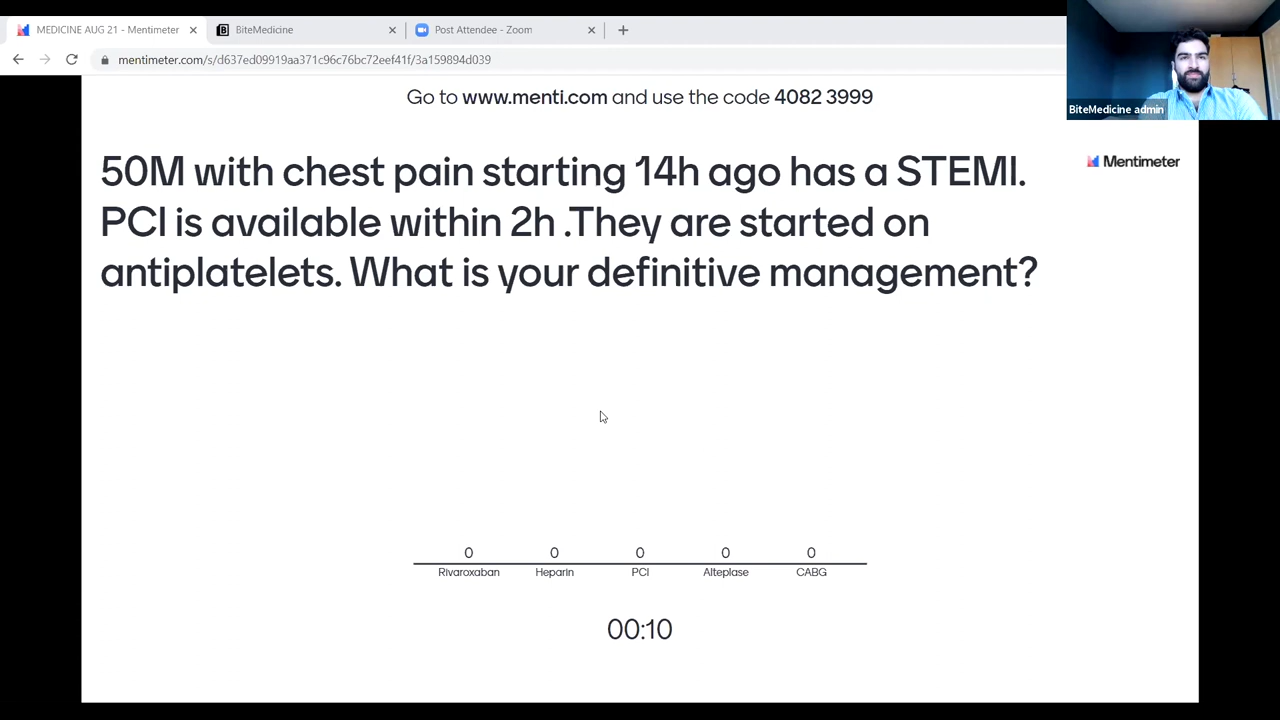 MEDICINE AUG 21 - Mentimeter
BiteMedicine
Post Attendee - Zoom
mentimeter.com/s/d637ed09919aa371c96c76bc72eef41f/3a159894d039
BiteMedicine admin
Go to www.menti.com and use the code 4082 3999
Mentimeter
50M with chest pain starting 14h ago has a STEMI.
PCI is available within 2h .They are started on
antiplatelets. What is your definitive management?
0 0 0 0 0
Rivaroxaban Heparin PCI Alteplase CABG
00:10